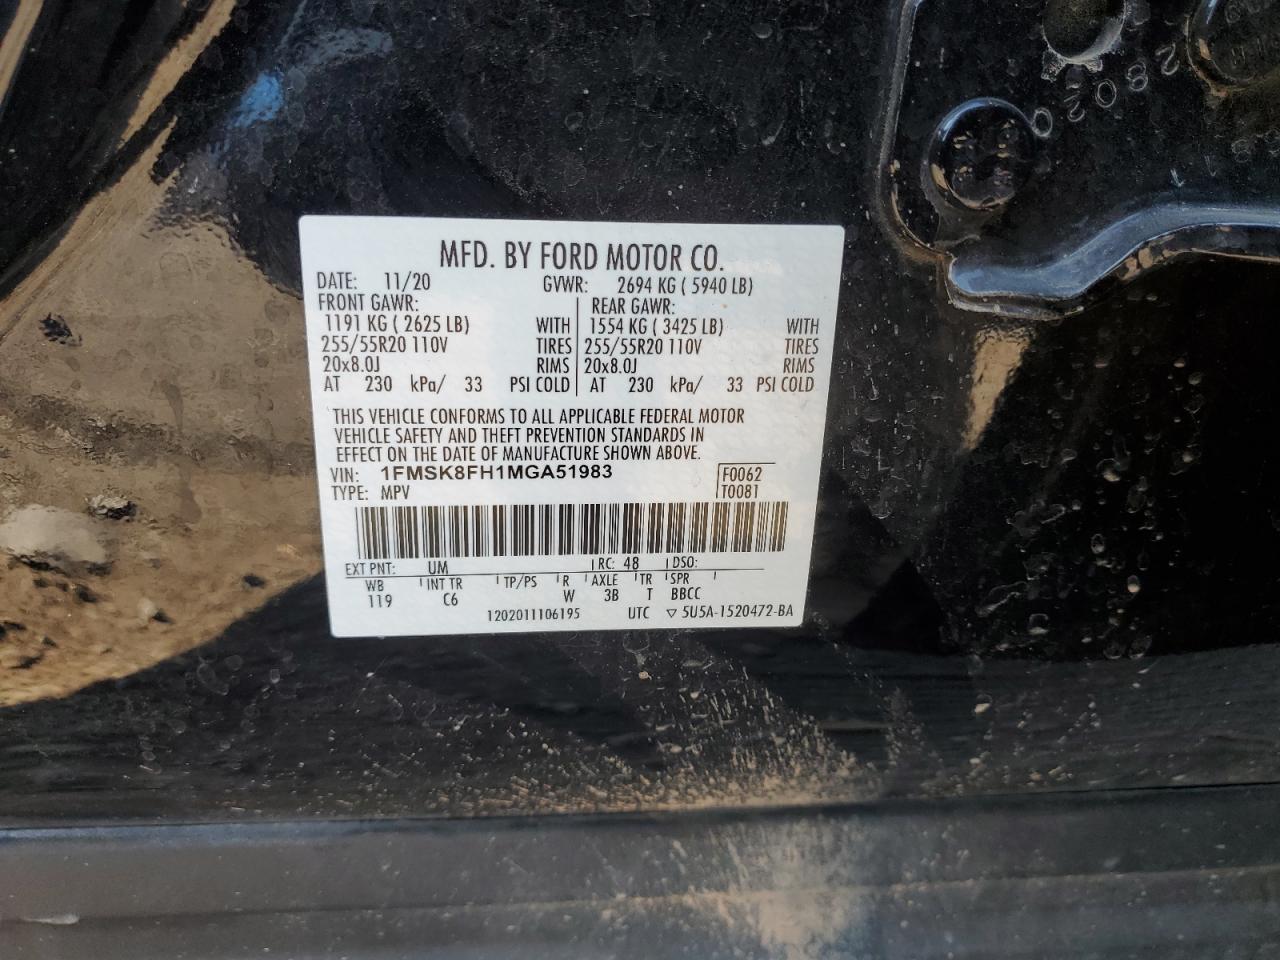 MFD. BY FORD MOTOR CO.
DATE: 11/20 GVWR: 2694 KG ( 5940 LB)
FRONT GAWR: REAR GAWR:
1191 KG ( 2625 LB) WITH 1554 KG ( 3425 LB) WITH
255/55R20 110V TIRES 255/55R20 110V TIRES
20x8.0J RIMS 20x8.0J RIMS
AT 230 kPa/ 33 PSI COLD AT 230 kPa/ 33 PSI COLD
THIS VEHICLE CONFORMS TO ALL APPLICABLE FEDERAL MOTOR
VEHICLE SAFETY AND THEFT PREVENTION STANDARDS IN
EFFECT ON THE DATE OF MANUFACTURE SHOWN ABOVE.
VIN: 1FMSK8FH1MGA51983 F0062
TYPE: MPV T0081
EXT PNT: UM RC: 48 DSO:
WB INT TR TP/PS R AXLE TR SPR
119 C6 W 3B T BBCC
1202011106195 UTC ▽ 5U5A-1520472-BA
2802 0